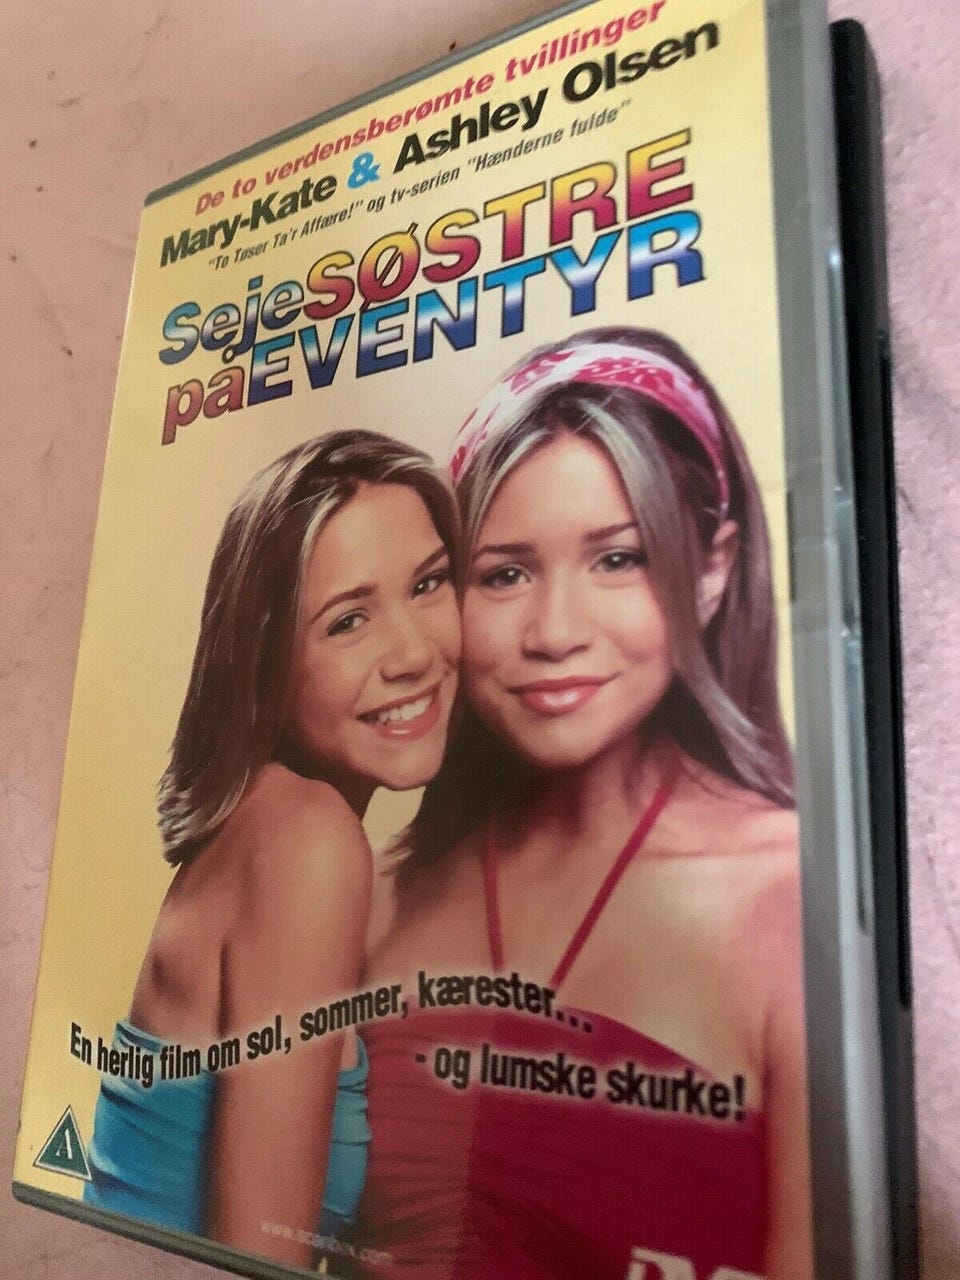 De to verdensberømte tvillinger
Mary-Kate & Ashley Olsen
"To Tøser Ta'r Affære!" og tv-serien "Hænderne fulde"
SejeSØSTRE
påEVENTYR
En herlig film om sol, sommer, kærester...
- og lumske skurke!
A